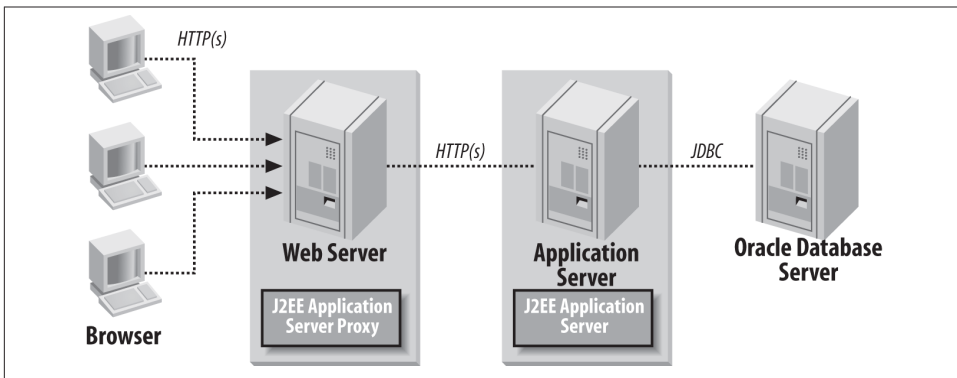 HTTP(s)
HTTP(s)
JDBC
Web Server
Application
Server
Oracle Database
Server
J2EE Application
Server Proxy
J2EE Application
Server
Browser